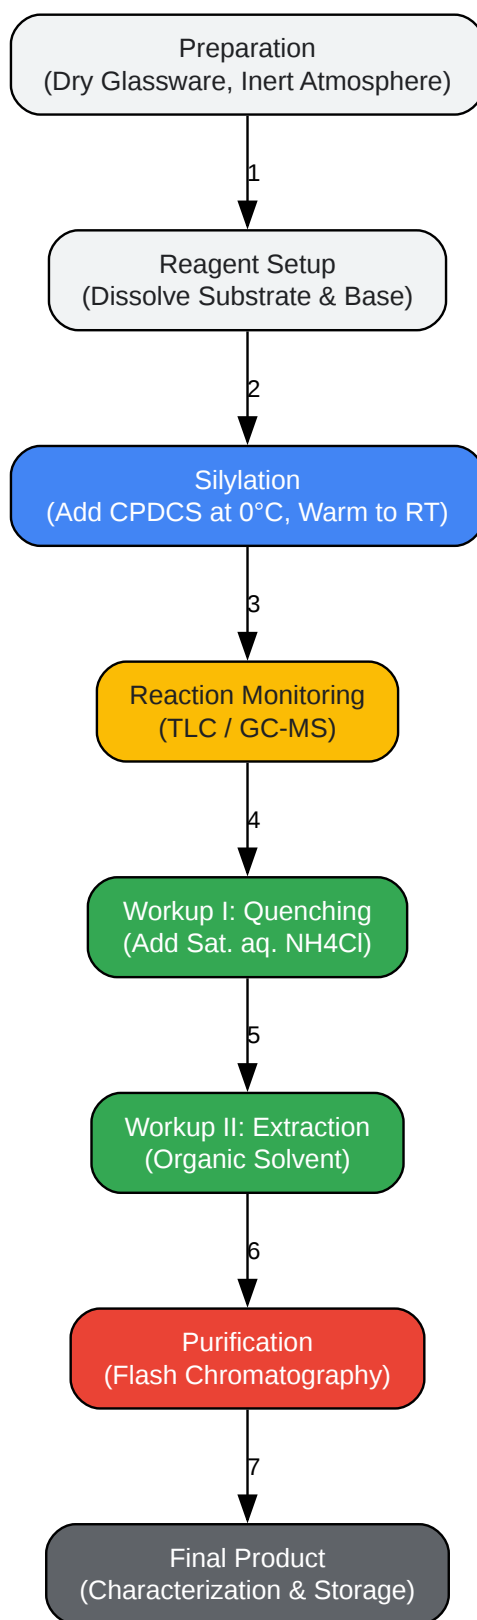 Preparation
(Dry Glassware, Inert Atmosphere)
1
Reagent Setup
(Dissolve Substrate & Base)
2
Silylation
(Add CPDCS at 0°C, Warm to RT)
3
Reaction Monitoring
(TLC / GC-MS)
4
Workup I: Quenching
(Add Sat. aq. NH4Cl)
5
Workup II: Extraction
(Organic Solvent)
6
Purification
(Flash Chromatography)
7
Final Product
(Characterization & Storage)